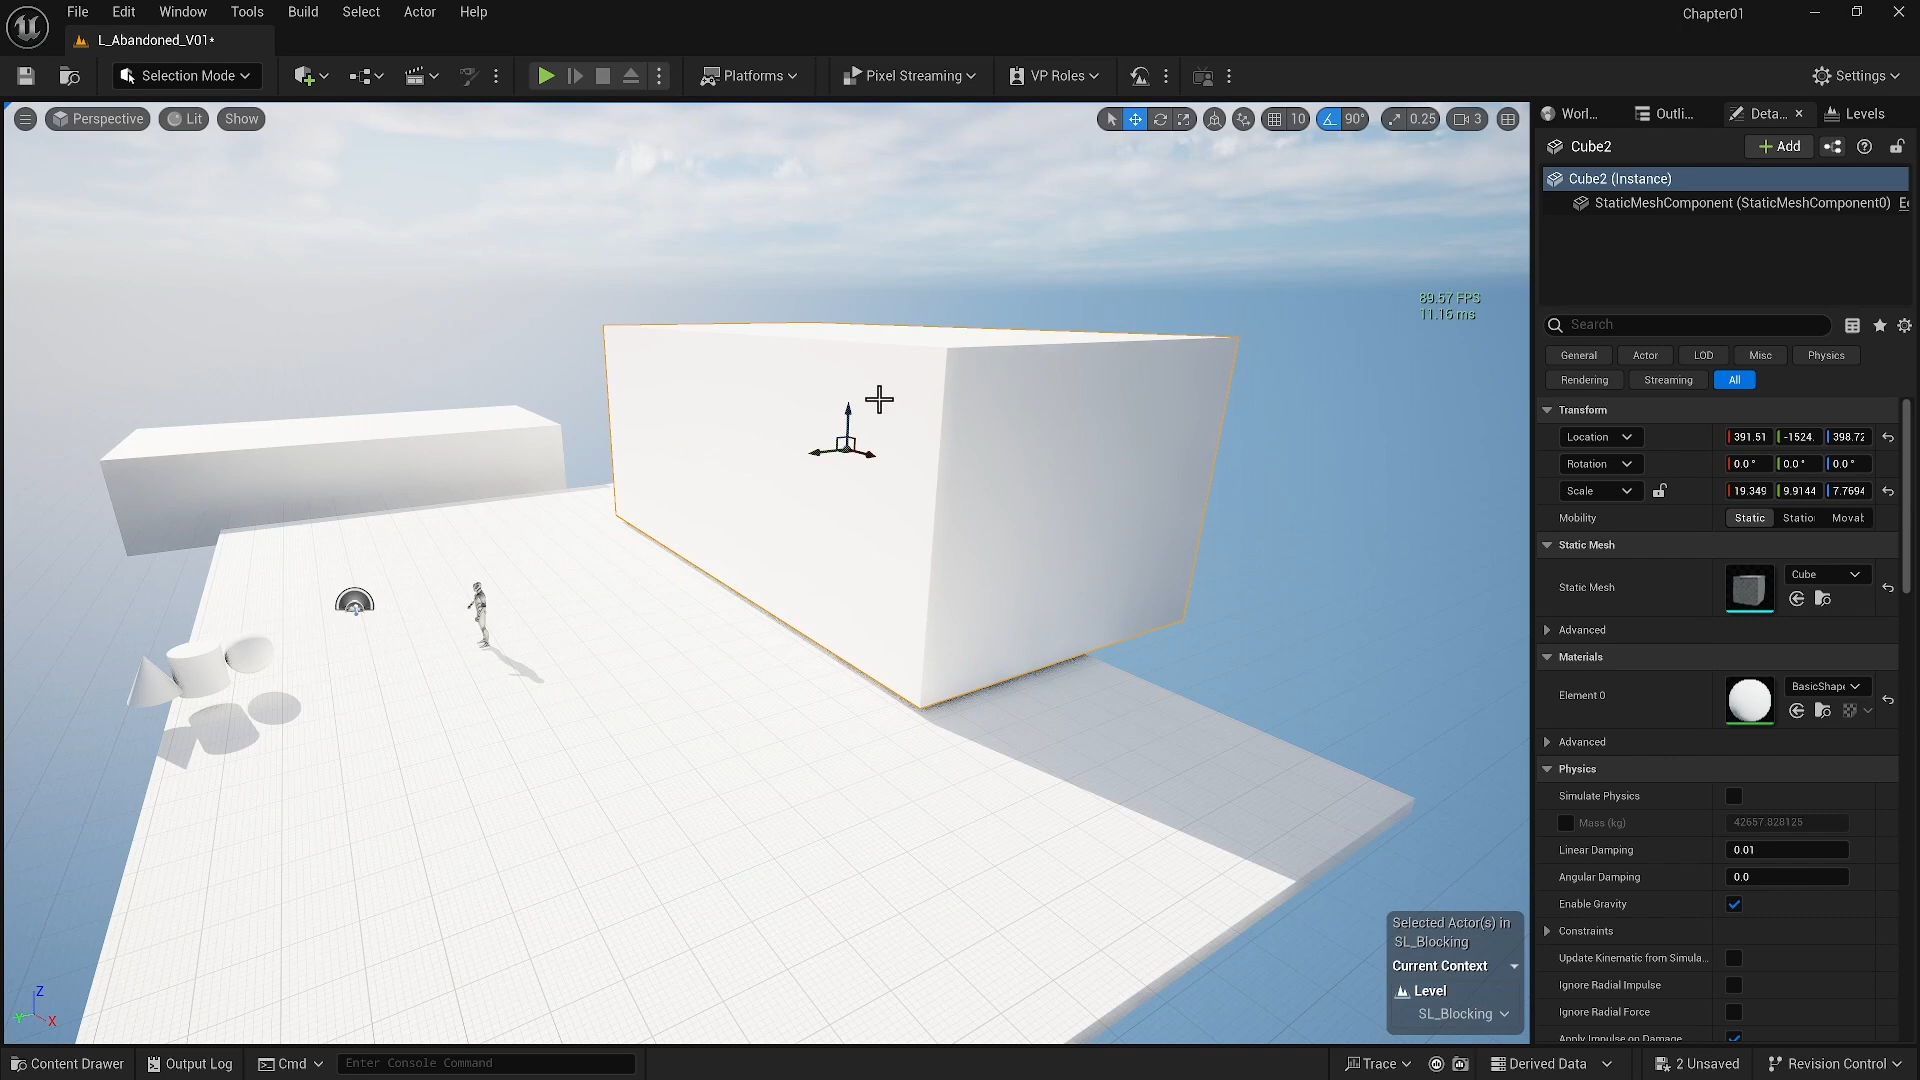 File Edit Window Tools Build Select Actor Help
Chapter01
L_Abandoned_V01*
Selection Mode
Platforms
Pixel Streaming
VP Roles
Settings
Perspective
Lit
Show
10
90°
0.25
3
Worl...
Outli...
Deta...
Levels
Cube2
Add
Cube2 (Instance)
StaticMeshComponent (StaticMeshComponent0)
89.57 FPS
11.16 ms
Search
General Actor LOD Misc Physics
Rendering Streaming All
Transform
Location 391.51 -1524. 398.72
Rotation 0.0° 0.0° 0.0°
Scale 19.349 9.9144 7.7694
Mobility Static Statio Movab
Static Mesh
Cube
Static Mesh
Advanced
Materials
BasicShape
Element 0
Advanced
Physics
Simulate Physics
Mass (kg) 42657.828125
Linear Damping 0.01
Angular Damping 0.0
Enable Gravity
Constraints
Update Kinematic from Simula...
Ignore Radial Impulse
Ignore Radial Force
Apply Impulse on Damage
Selected Actor(s) in
SL_Blocking
Current Context
Level
SL_Blocking
Z
Y
X
Content Drawer
Output Log
Cmd
Enter Console Command
Trace
Derived Data
2 Unsaved
Revision Control